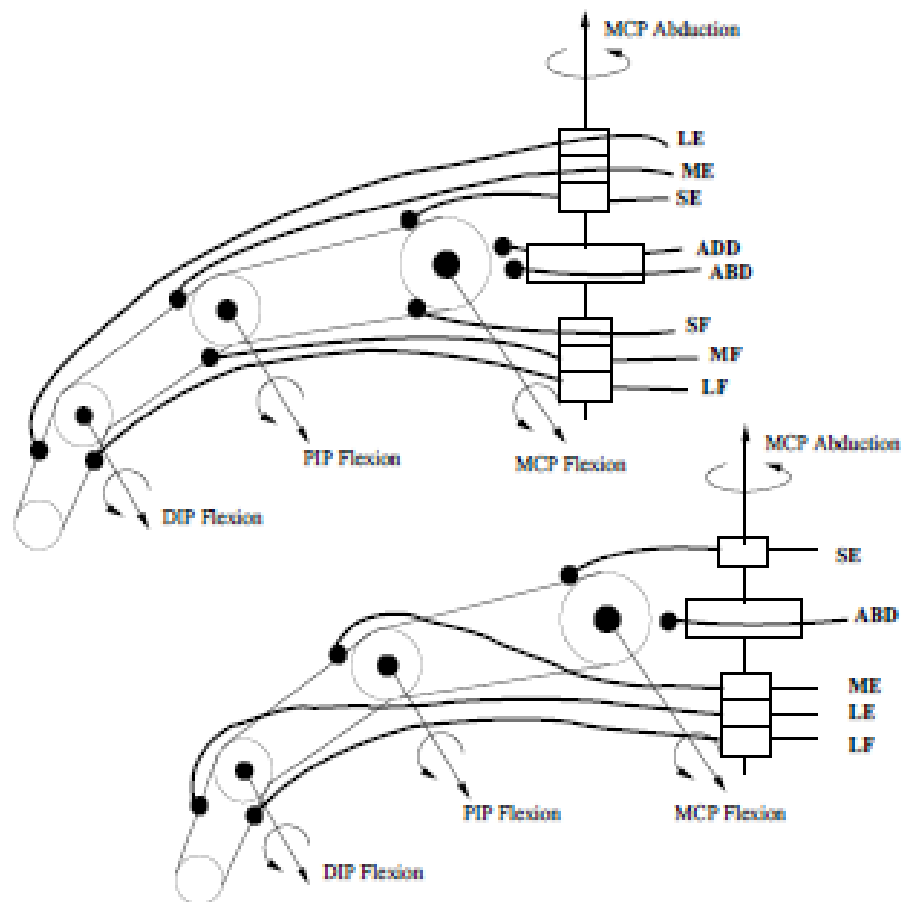 MCP Abduction
LE
ME
SE
ADD
ABD
SF
MF
LF
PIP Flexion
MCP Flexion
DIP Flexion
MCP Abduction
SE
ABD
ME
LE
LF
PIP Flexion
MCP Flexion
DIP Flexion